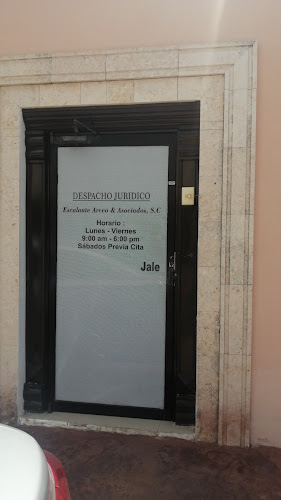 DESPACHO JURIDICO
Escalante Arceo & Asociados, S.C
Horario :
Lunes - Viernes
9:00 am - 6:00 pm
Sábados Previa Cita
Jale